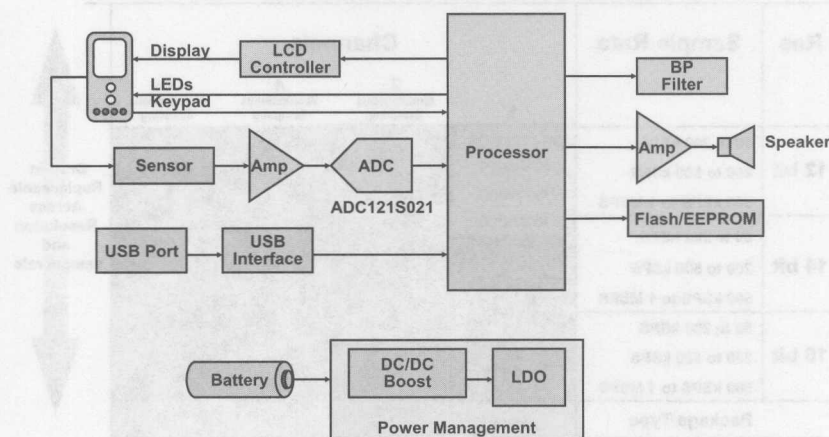 Display
LCD
Controller
LEDs
Keypad
BP
Filter
Processor
Sensor
Amp
ADC
ADC121S021
Amp
Speaker
Flash/EEPROM
USB Port
USB
Interface
Battery
DC/DC
Boost
LDO
Power Management